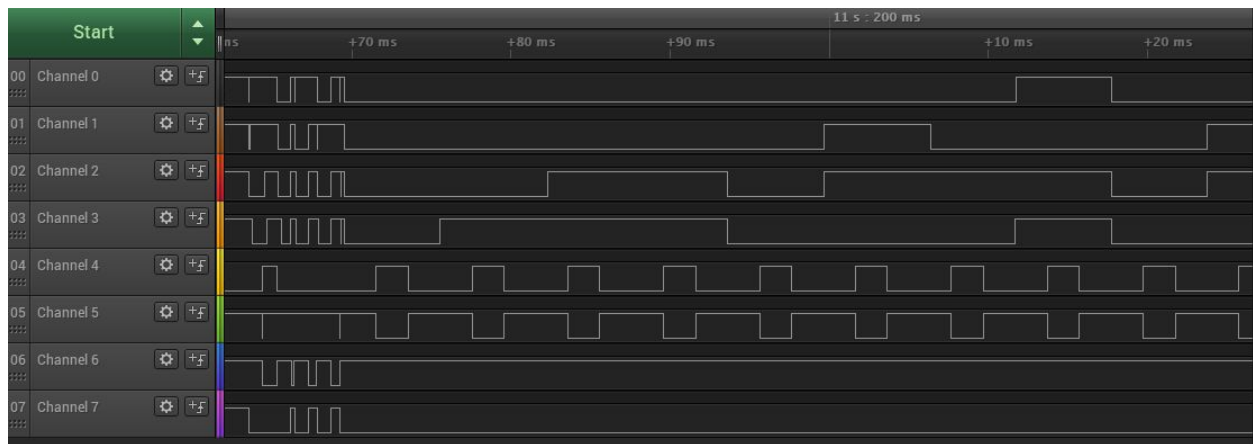 Start
11 s : 200 ms
ns +70 ms +80 ms +90 ms +10 ms +20 ms
00 Channel 0
01 Channel 1
02 Channel 2
03 Channel 3
04 Channel 4
05 Channel 5
06 Channel 6
07 Channel 7